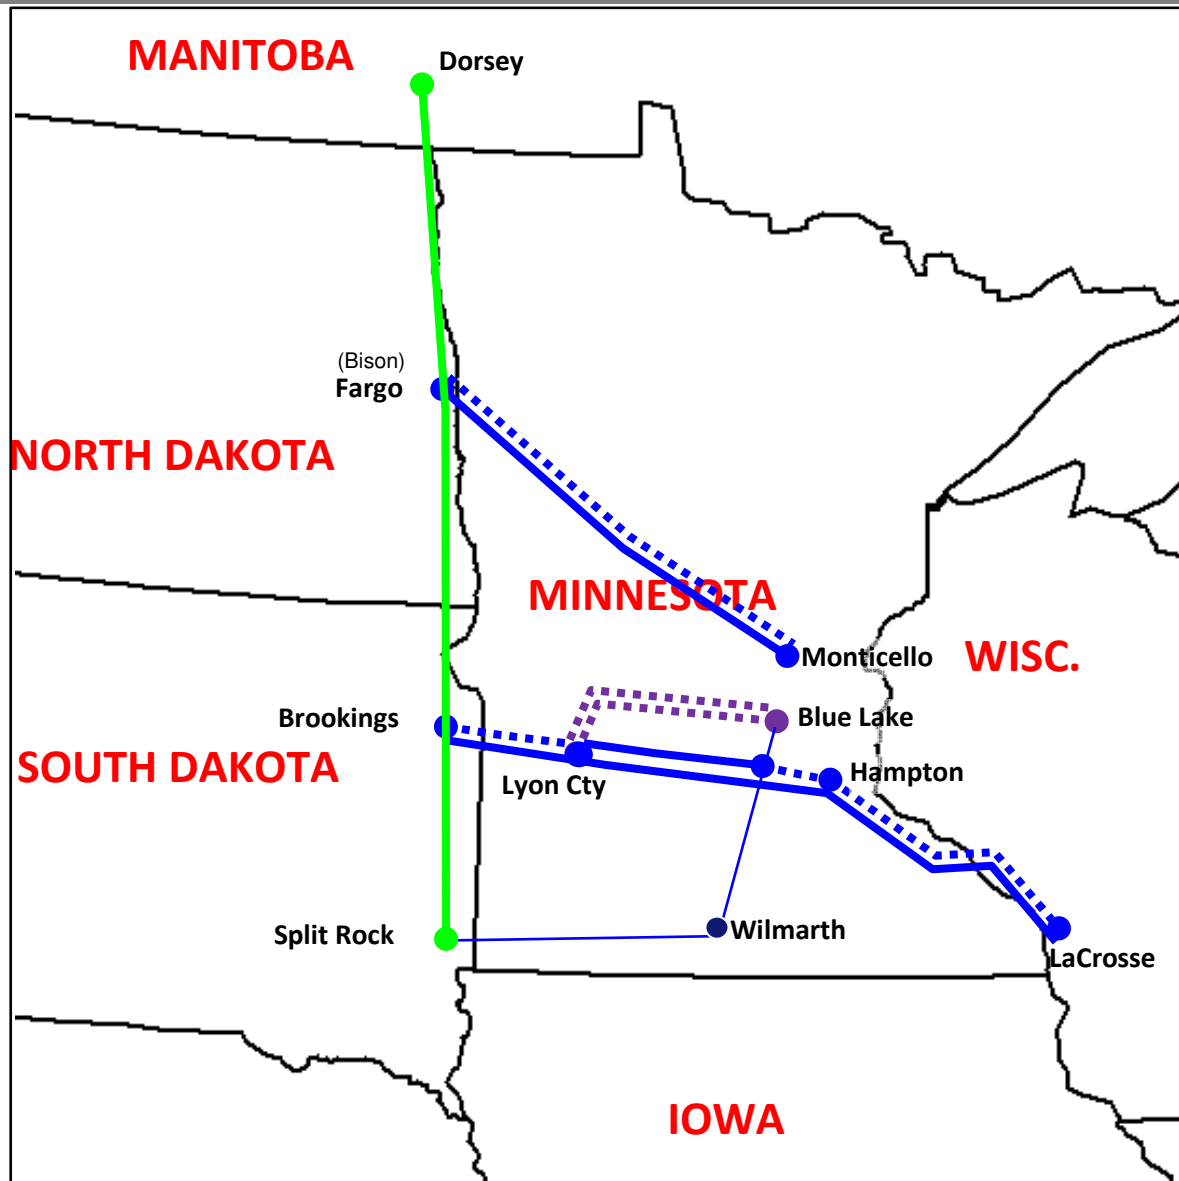 MANITOBA
Dorsey
(Bison)
Fargo
NORTH DAKOTA
MINNESOTA
Monticello
WISC.
Brookings
Blue Lake
SOUTH DAKOTA
Lyon Cty
Hampton
Split Rock
Wilmarth
LaCrosse
IOWA